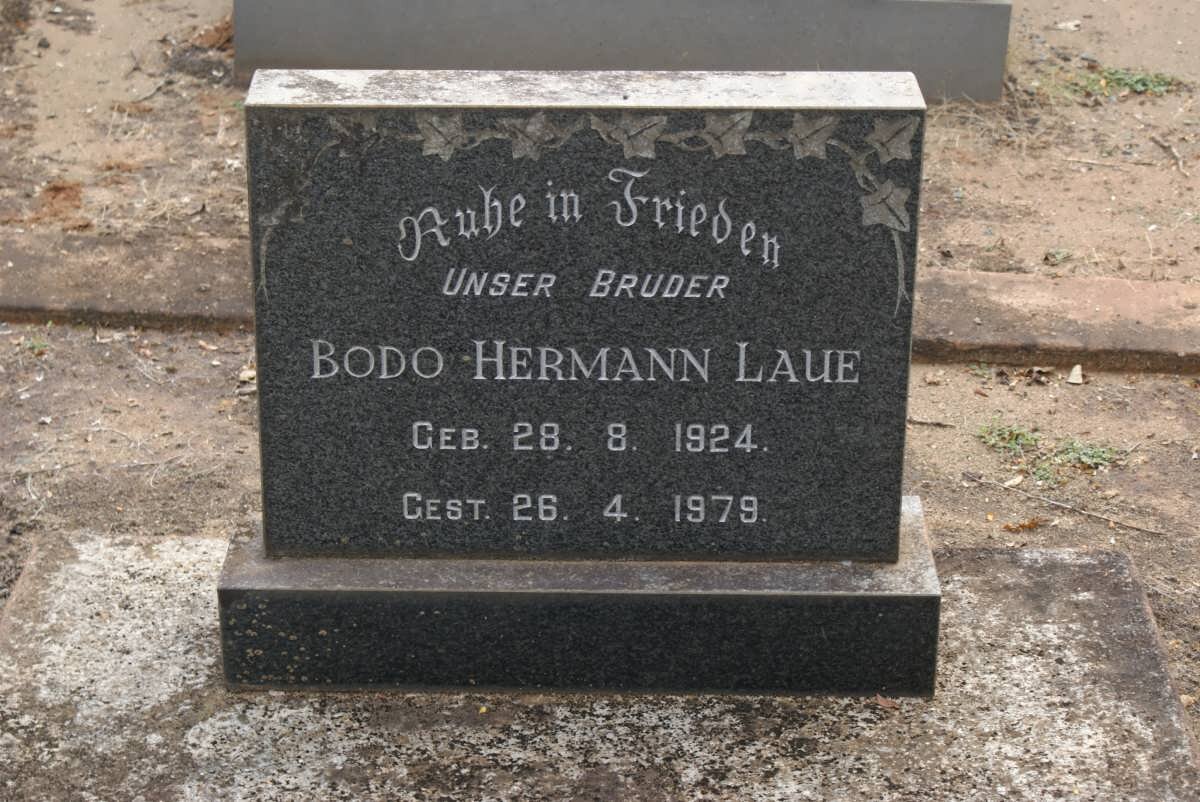 Ruhe in Frieden
UNSER BRUDER
BODO HERMANN LAUE
GEB. 28. 8. 1924.
GEST. 26. 4. 1979.